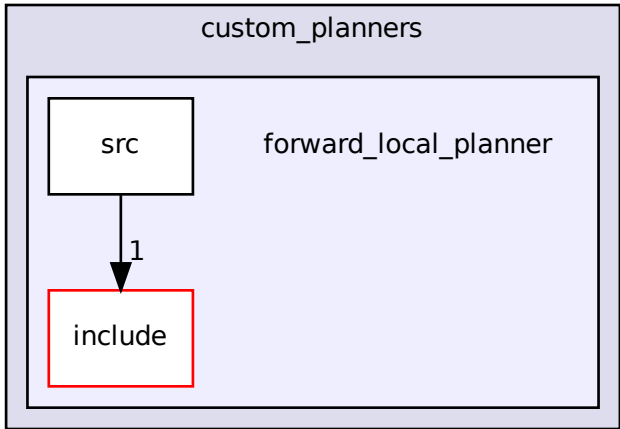 custom_planners
src
forward_local_planner
1
include